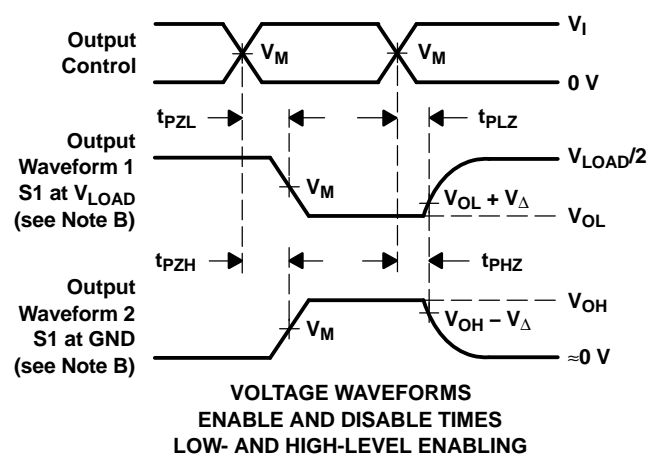 Output
Control
V_M
V_M
V_I
0 V
t_PZL
t_PLZ
Output
Waveform 1
S1 at V_LOAD
(see Note B)
V_M
V_LOAD/2
V_OL + V_Δ
V_OL
t_PZH
t_PHZ
Output
Waveform 2
S1 at GND
(see Note B)
V_M
V_OH
V_OH – V_Δ
≈0 V
VOLTAGE WAVEFORMS
ENABLE AND DISABLE TIMES
LOW- AND HIGH-LEVEL ENABLING